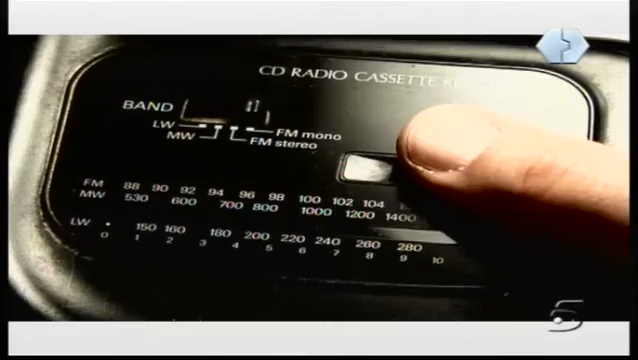 CD RADIO CASSETTE
BAND
LW
MW
FM mono
FM stereo
FM 88 90 92 94 96 98 100 102 104
MW 530 600 700 800 1000 1200 1400
LW 150 160 180 200 220 240 260 280
0 1 2 3 4 5 6 7 8 9 10
5